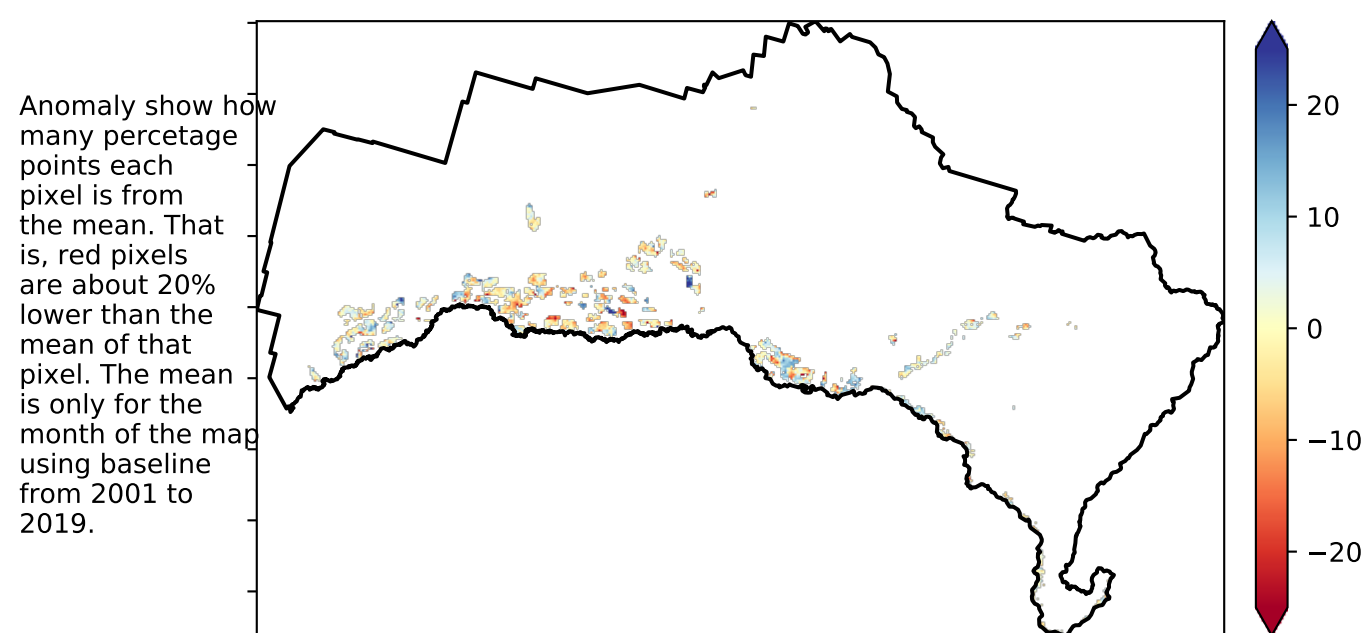 Anomaly show how
many percetage
points each
pixel is from
the mean. That
is, red pixels
are about 20%
lower than the
mean of that
pixel. The mean
is only for the
month of the map
using baseline
from 2001 to
2019.
20
10
0
−10
−20